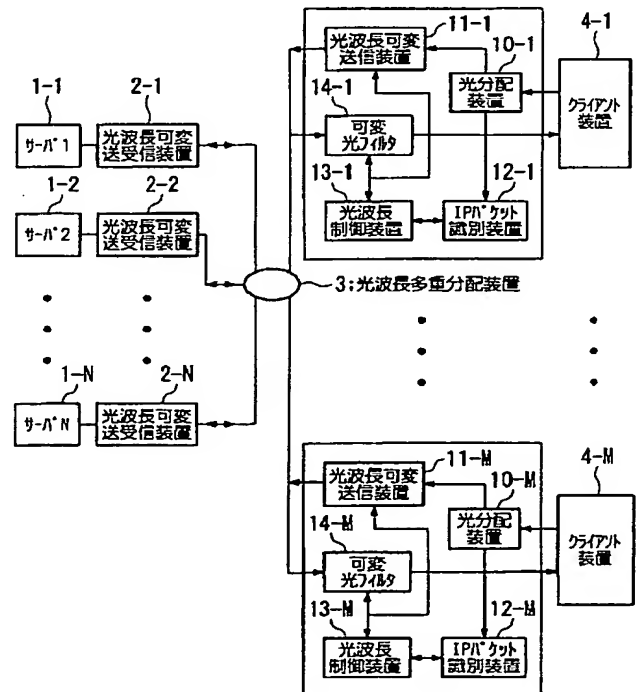 11-1
光波長可変
送信装置
10-1
光分配
装置
4-1
クライアント
装置
14-1
可変
光フィルタ
13-1
光波長
制御装置
12-1
IPパケット
識別装置
1-1
サーバ1
2-1
光波長可変
送受信装置
1-2
サーバ2
2-2
光波長可変
送受信装置
3:光波長多重分配装置
1-N
サーバN
2-N
光波長可変
送受信装置
11-M
光波長可変
送信装置
10-M
光分配
装置
4-M
クライアント
装置
14-M
可変
光フィルタ
13-M
光波長
制御装置
12-M
IPパケット
識別装置